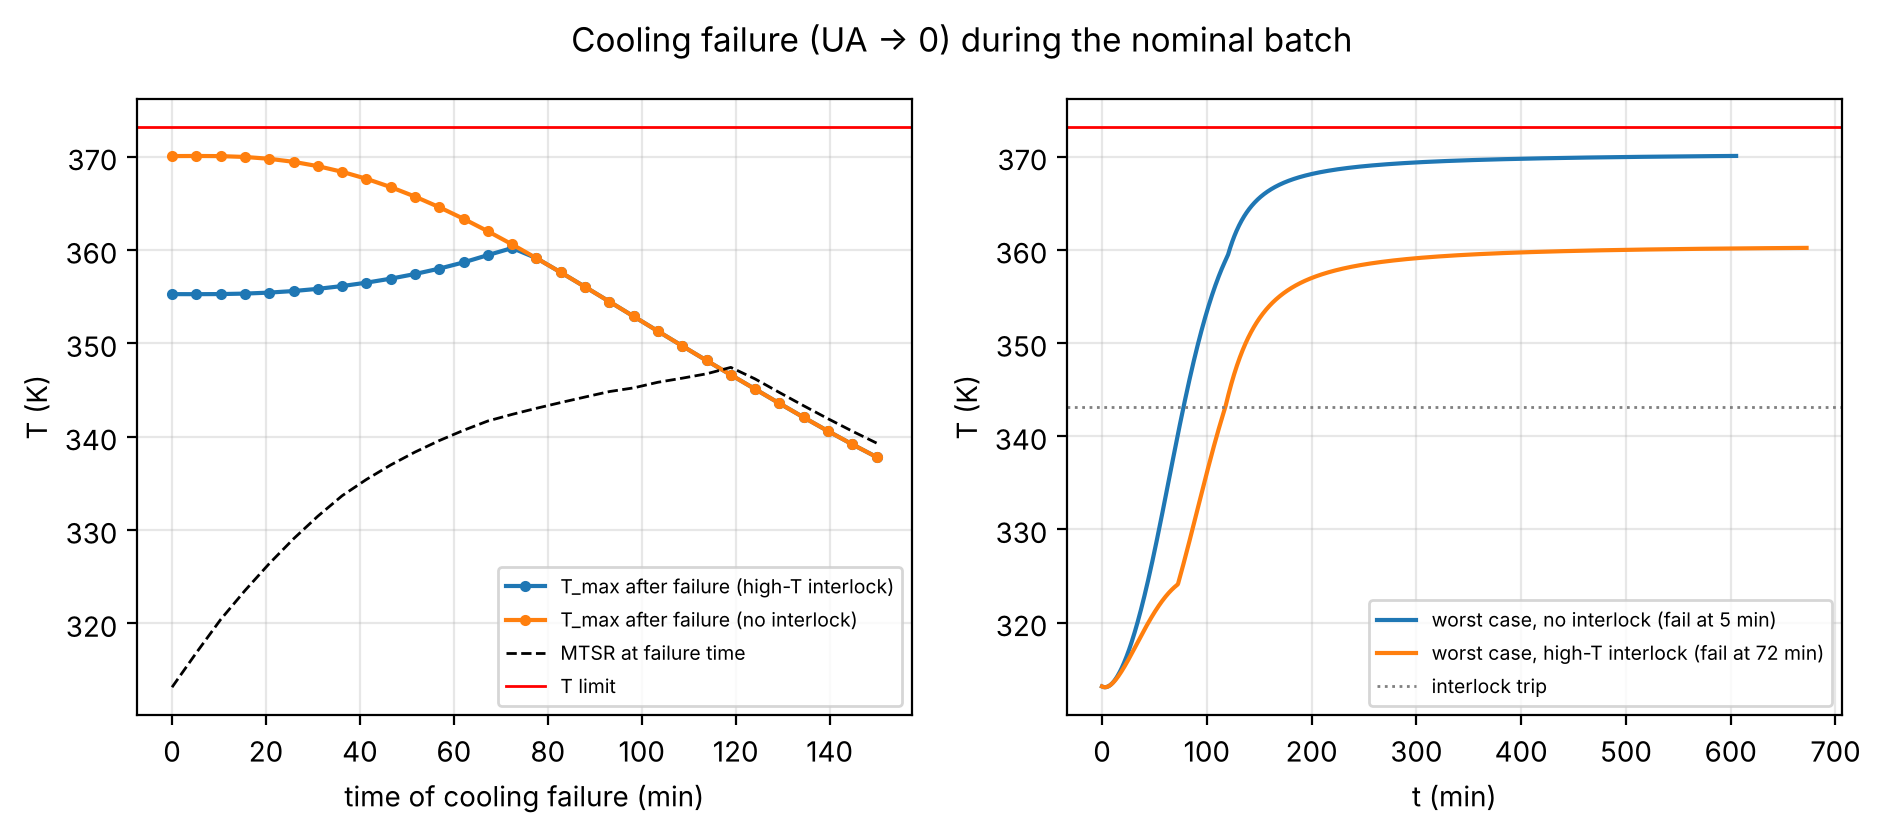 Cooling failure (UA → 0) during the nominal batch
T (K)
370
360
350
340
330
320
T_max after failure (high-T interlock)
T_max after failure (no interlock)
MTSR at failure time
T limit
0 20 40 60 80 100 120 140
time of cooling failure (min)
T (K)
370
360
350
340
330
320
worst case, no interlock (fail at 5 min)
worst case, high-T interlock (fail at 72 min)
interlock trip
0 100 200 300 400 500 600 700
t (min)